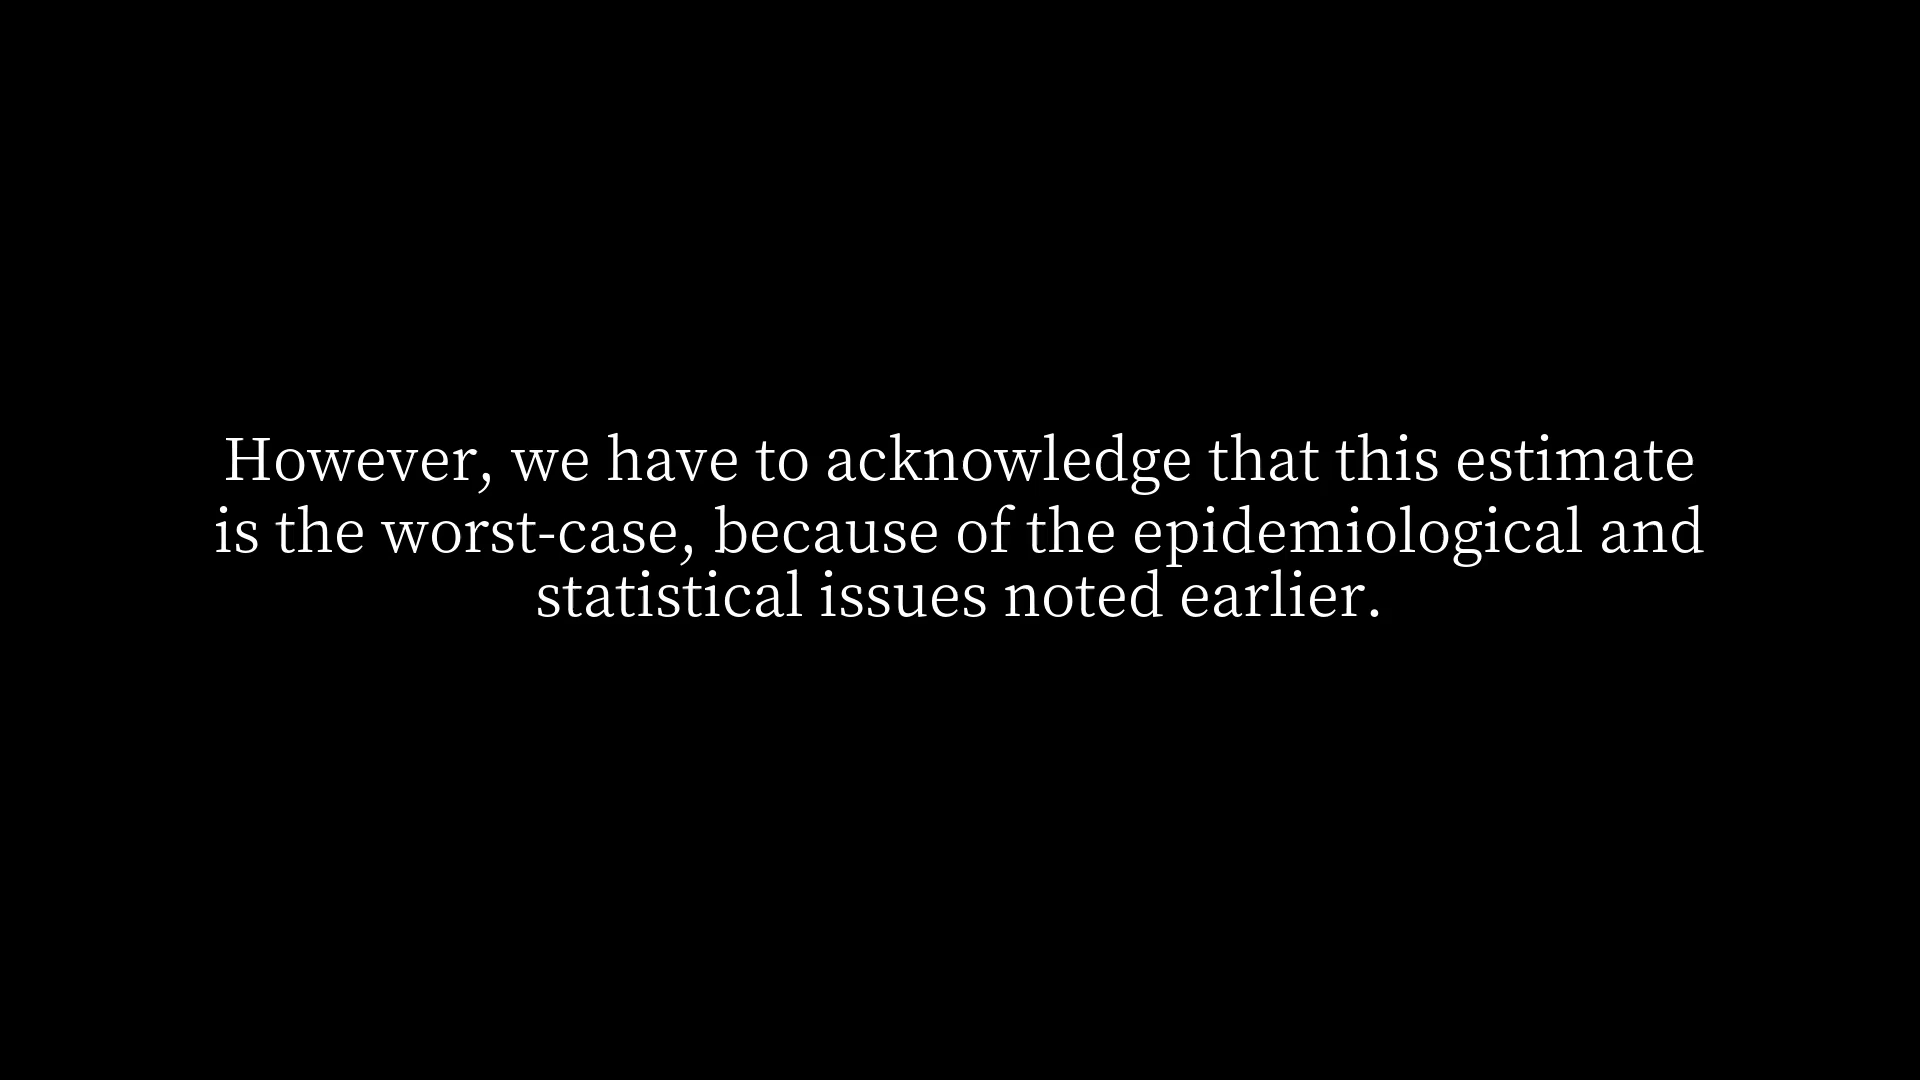 However, we have to acknowledge that this estimate
is the worst-case, because of the epidemiological and
statistical issues noted earlier.